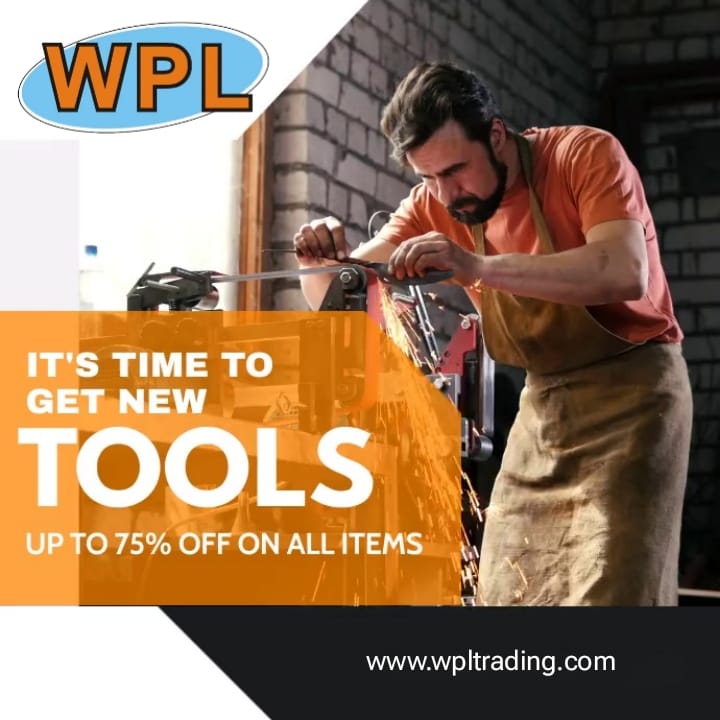 WPL
IT'S TIME TO
GET NEW
TOOLS
UP TO 75% OFF ON ALL ITEMS
www.wpltrading.com